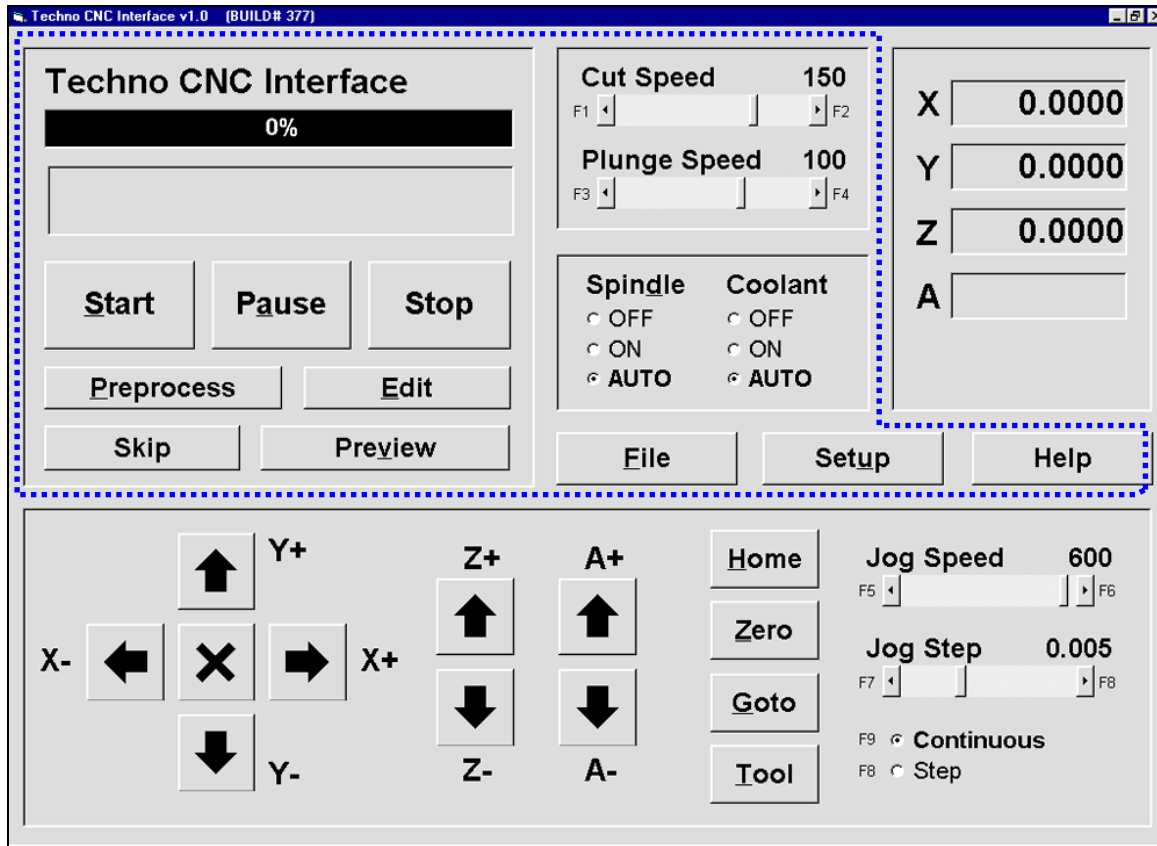 Techno CNC Interface v1.0 (BUILD# 377)
Techno CNC Interface
0%
Start Pause Stop
Preprocess Edit
Skip Preview
Cut Speed 150
F1 F2
Plunge Speed 100
F3 F4
Spindle Coolant
OFF OFF
ON ON
AUTO AUTO
X 0.0000
Y 0.0000
Z 0.0000
A
File Setup Help
Y+
X- X+
Y-
Z+ A+
Z- A-
Home
Zero
Goto
Tool
Jog Speed 600
F5 F6
Jog Step 0.005
F7 F8
F9 Continuous
F8 Step